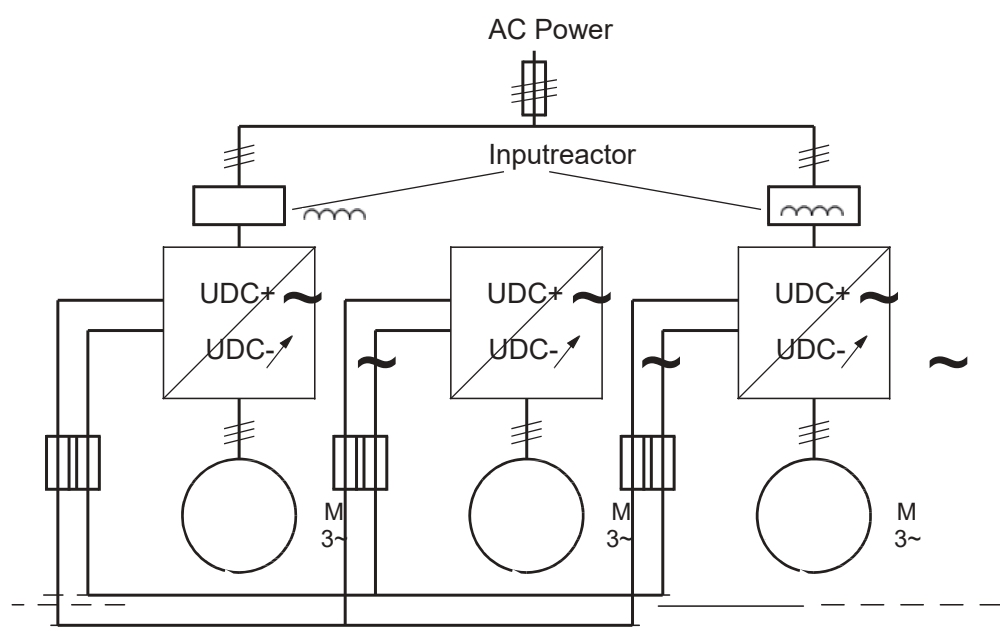 AC Power
Inputreactor
UDC+ ~
UDC+ ~
UDC+ ~
UDC- ~
UDC- ~
UDC- ~
M
3~
M
3~
M
3~